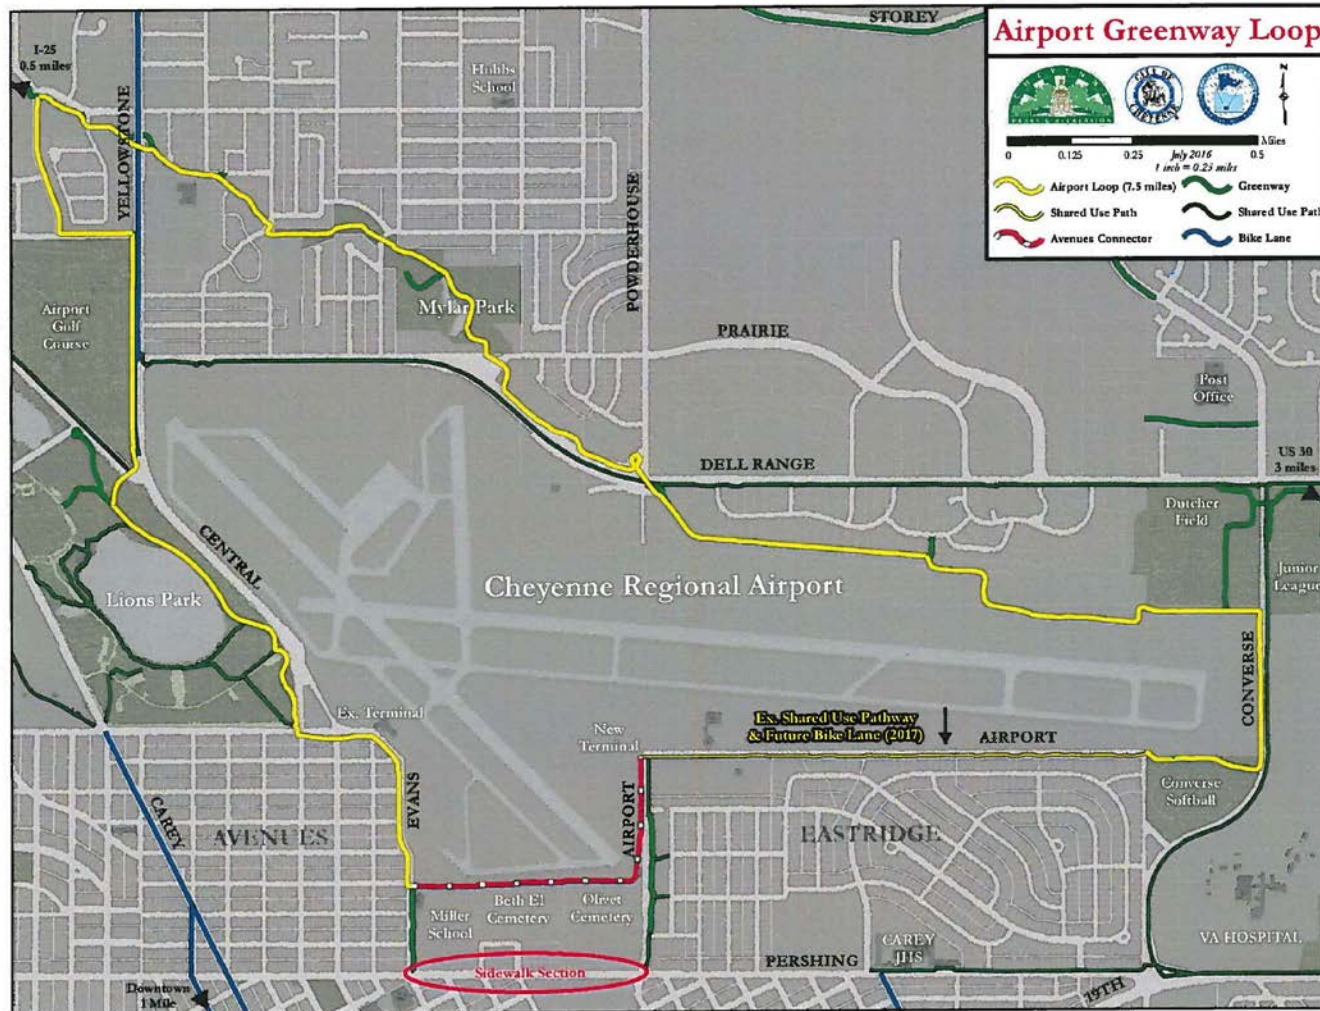 Airport Greenway Loop
CITY OF
CHEYENNE
N
Miles
0 0.125 0.25 0.5
July 2016
1 inch = 0.25 miles
Airport Loop (7.5 miles)
Greenway
Shared Use Path
Shared Use Path
Avenues Connector
Bike Lane
STOREY
I-25
0.5 miles
Hobbs
School
YELLOWSTONE
POWDERHOUSE
Airport
Golf
Course
Mylar Park
PRAIRIE
Post
Office
DELL RANGE
US 30
3 miles
Dutcher
Field
CENTRAL
Cheyenne Regional Airport
Junior
League
Lions Park
CONVERSE
Ex. Terminal
New
Terminal
Ex. Shared Use Pathway
& Future Bike Lane (2017)
AIRPORT
EVANS
AIRPORT
Converse
Softball
CAREY
AVENUES
EASTRIDGE
Miller
School
Beth El
Cemetery
Olivet
Cemetery
CAREY
JHS
VA HOSPITAL
PERSHING
Sidewalk Section
Downtown
1 Mile
19TH